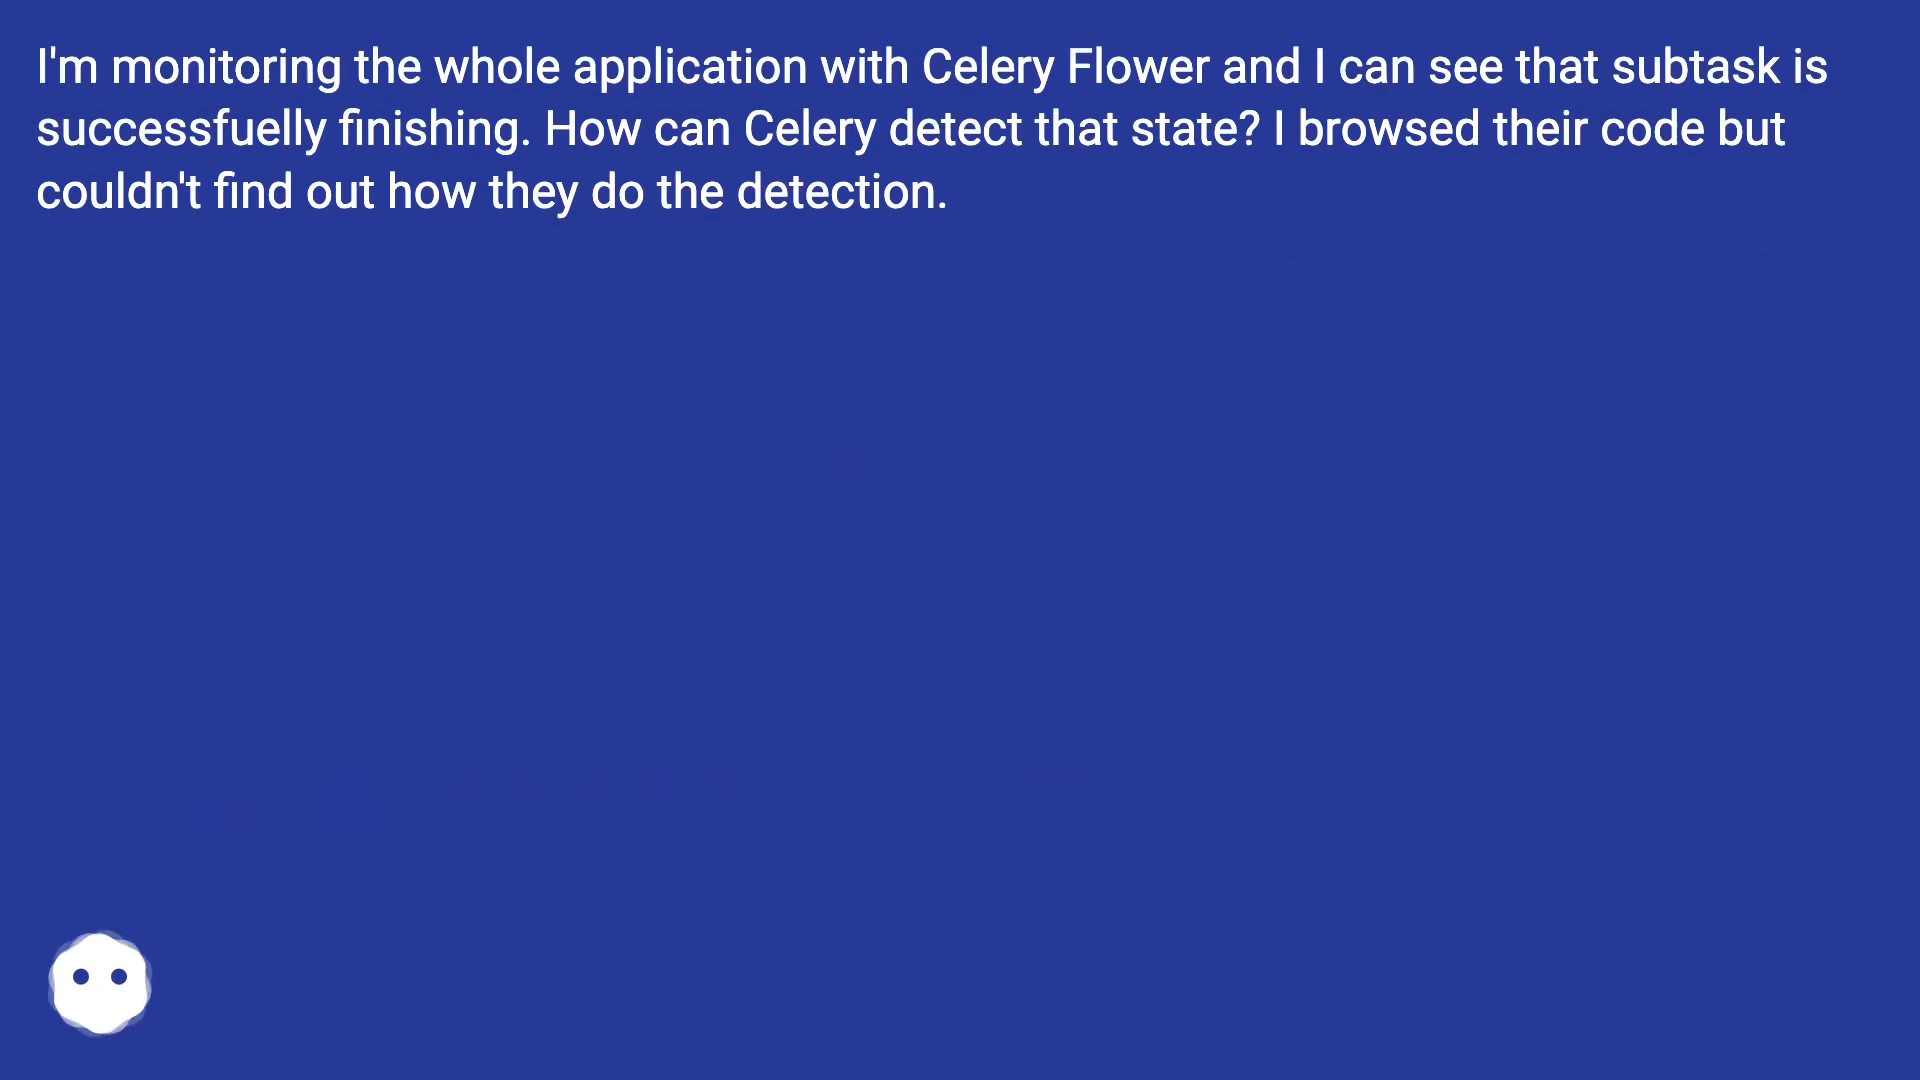 I'm monitoring the whole application with Celery Flower and I can see that subtask is
successfuelly finishing. How can Celery detect that state? I browsed their code but
couldn't find out how they do the detection.